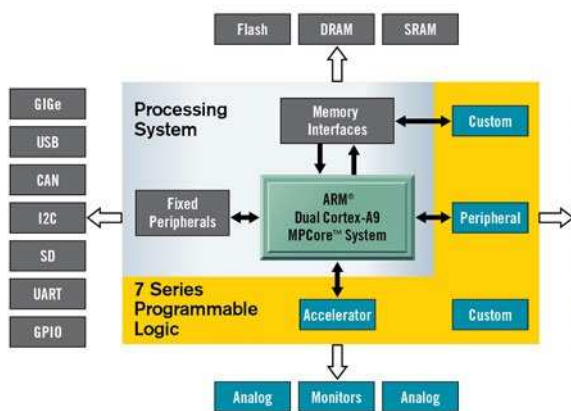 Flash
DRAM
SRAM
GIGe
USB
CAN
I2C
SD
UART
GPIO
Processing
System
Memory
Interfaces
Custom
Fixed
Peripherals
ARM®
Dual Cortex-A9
MPCore™ System
Peripheral
7 Series
Programmable
Logic
Accelerator
Custom
Analog
Monitors
Analog